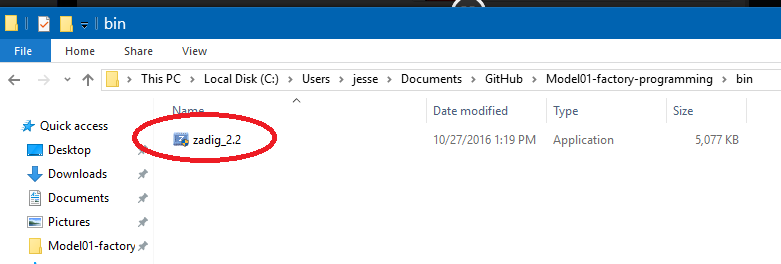 bin
File Home Share View
This PC > Local Disk (C:) > Users > jesse > Documents > GitHub > Model01-factory-programming > bin
Name Date modified Type Size
Quick access
zadig_2.2 10/27/2016 1:19 PM Application 5,077 KB
Desktop
Downloads
Documents
Pictures
Model01-factory